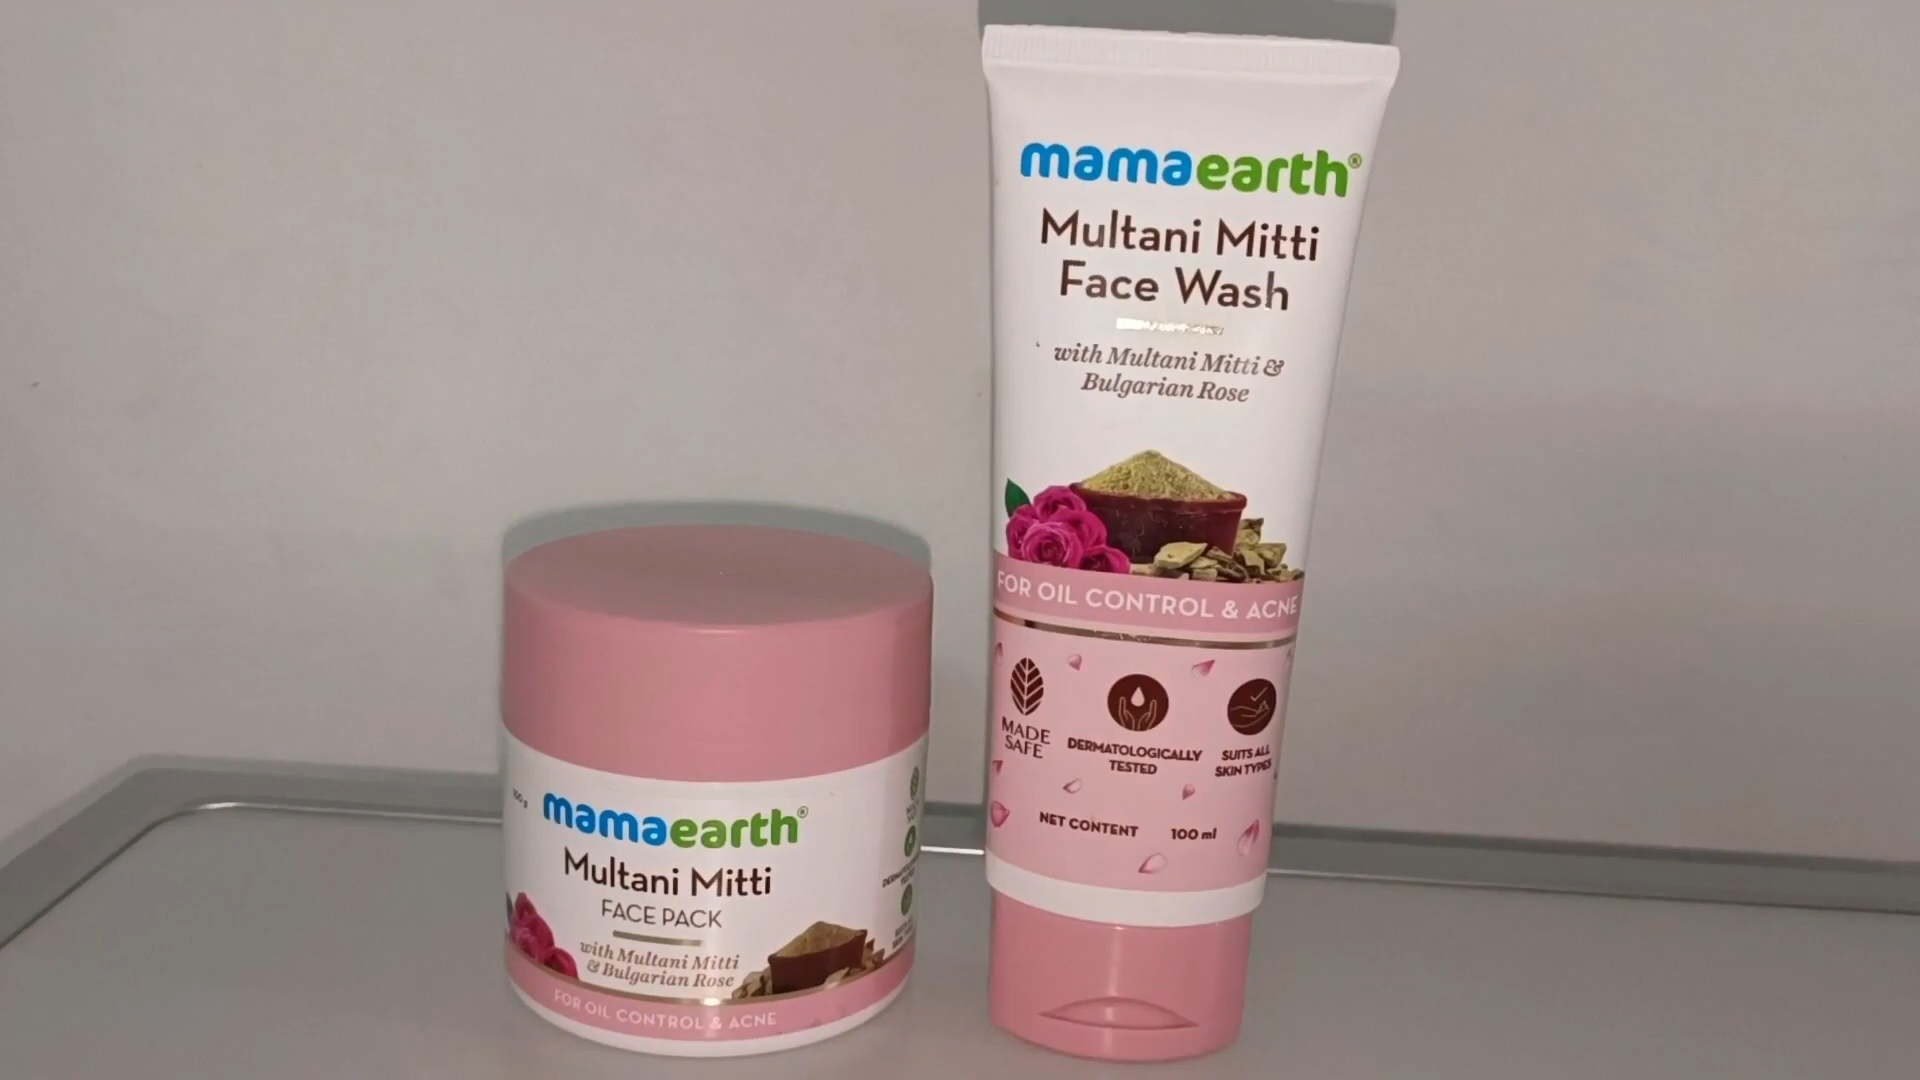 mamaearth®
Multani Mitti
Face Wash
with Multani Mitti &
Bulgarian Rose
FOR OIL CONTROL & ACNE
MADE
SAFE
DERMATOLOGICALLY
TESTED
SUITS ALL
SKIN TYPES
NET CONTENT 100 ml
mamaearth®
Multani Mitti
FACE PACK
with Multani Mitti
& Bulgarian Rose
FOR OIL CONTROL & ACNE